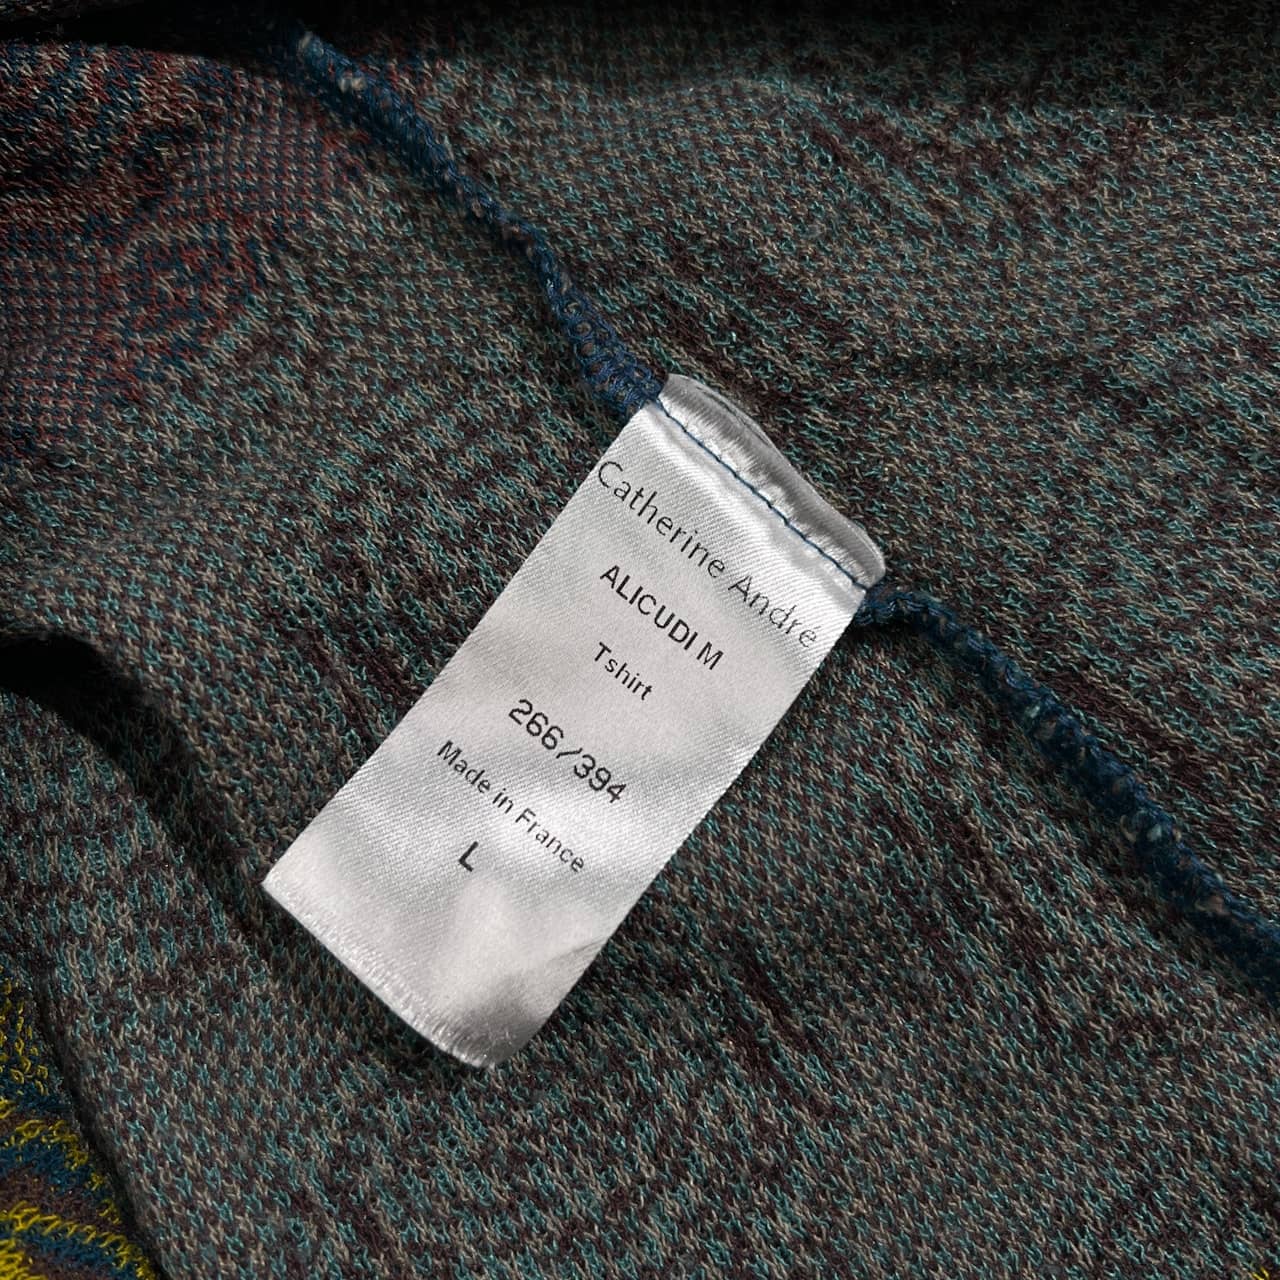 Catherine André
ALICUDI M
Tshirt
266/394
Made in France
L